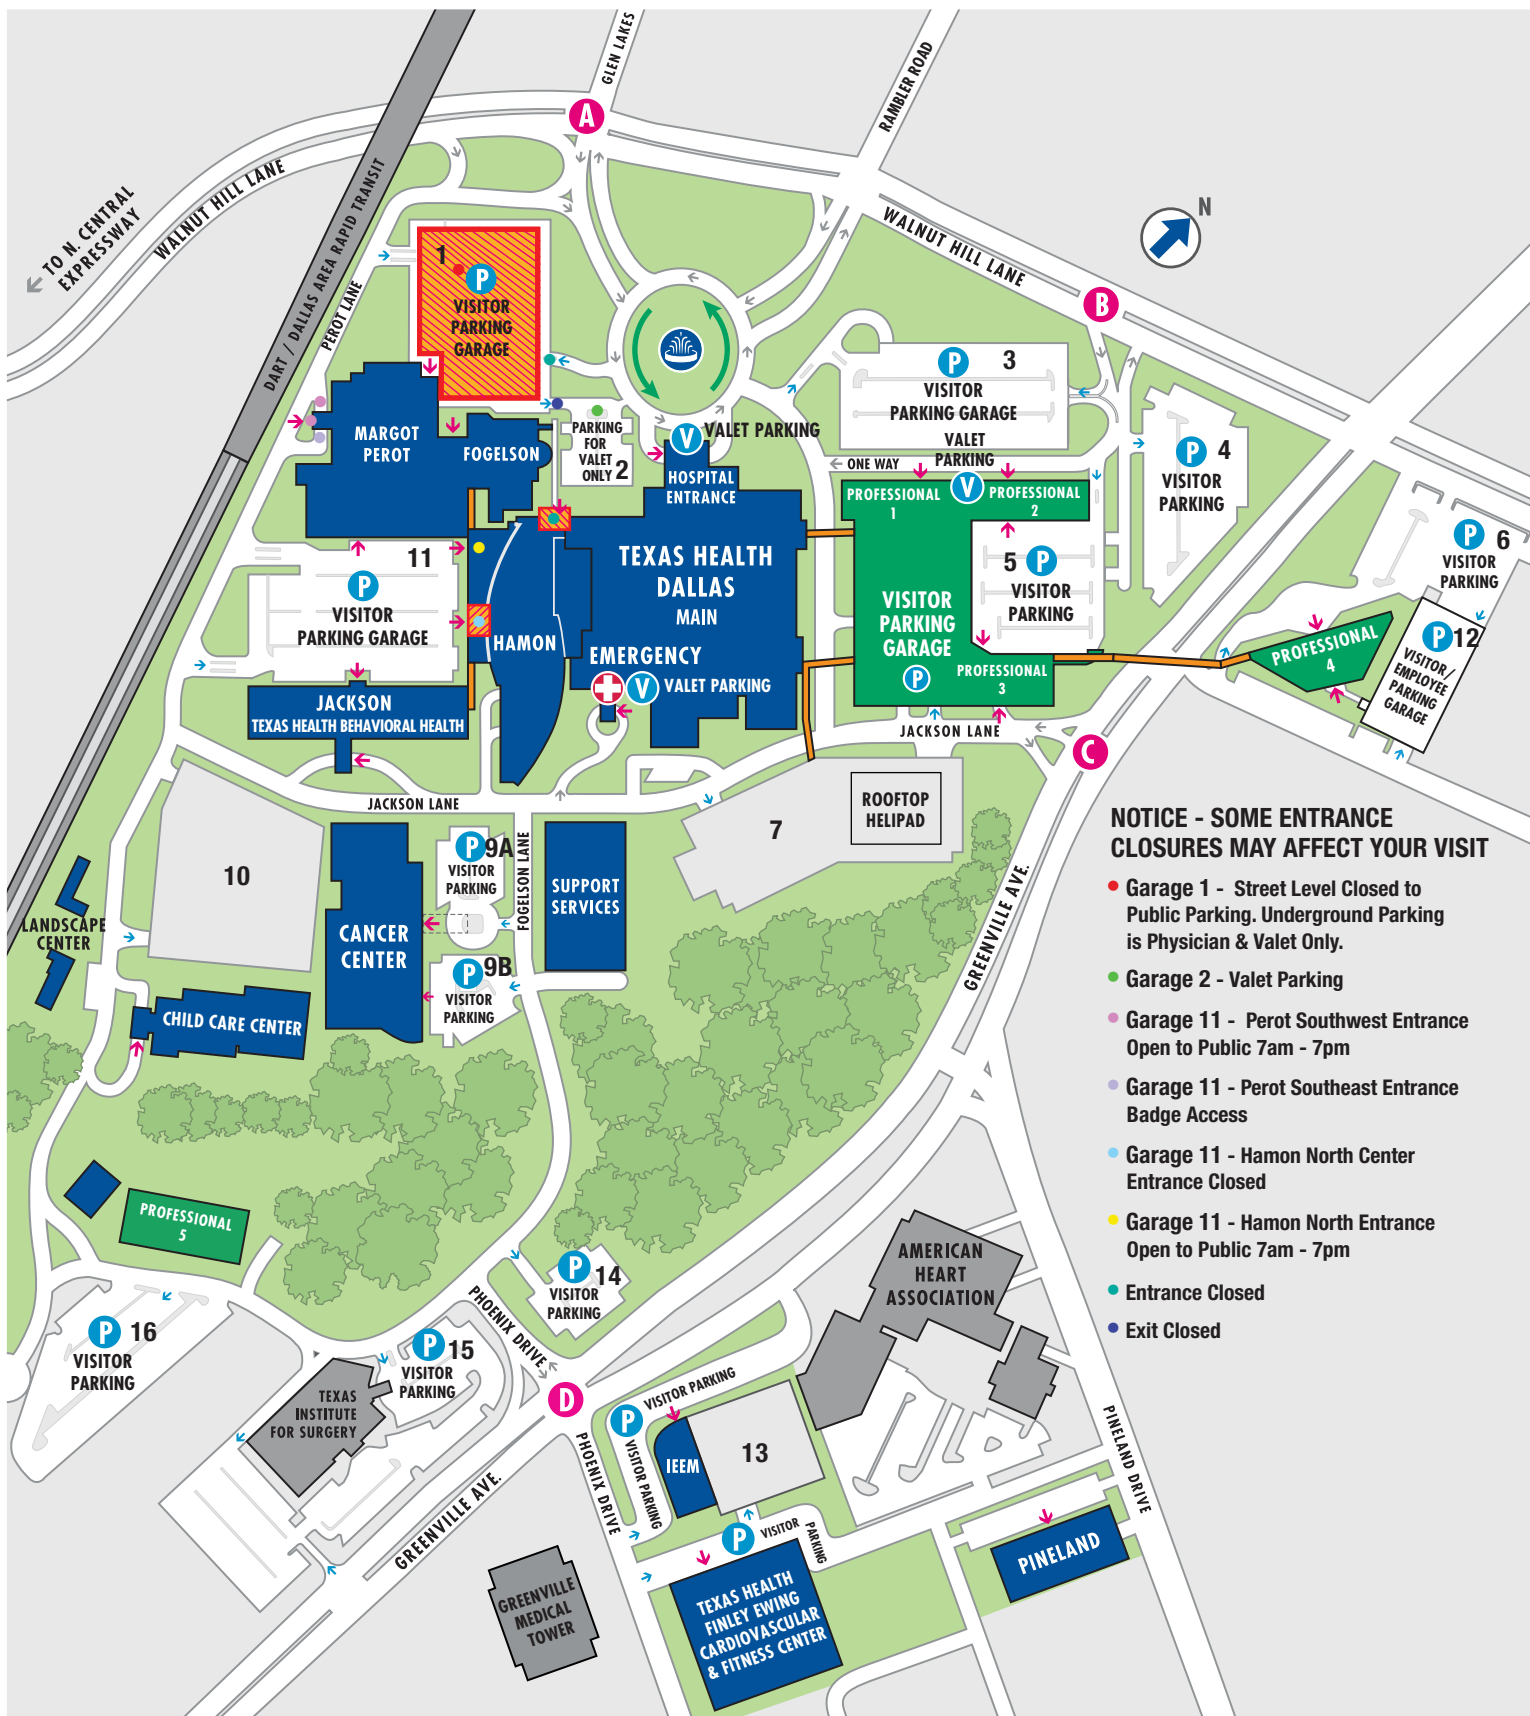 GLEN LAKES
RAMBLER ROAD
A
N
TO N. CENTRAL
EXPRESSWAY
WALNUT HILL LANE
DART / DALLAS AREA RAPID TRANSIT
PEROT LANE
WALNUT HILL LANE
B
1
P
VISITOR
PARKING
GARAGE
P
3
VISITOR
PARKING GARAGE
MARGOT
PEROT
FOGELSON
PARKING
FOR
VALET
ONLY 2
V
VALET PARKING
HOSPITAL
ENTRANCE
VALET
PARKING
ONE WAY
P
4
VISITOR
PARKING
PROFESSIONAL
1
V
PROFESSIONAL
2
P
6
VISITOR
PARKING
11
P
VISITOR
PARKING GARAGE
TEXAS HEALTH
DALLAS
MAIN
5
P
VISITOR
PARKING
VISITOR
PARKING
GARAGE
P
PROFESSIONAL
3
PROFESSIONAL
4
P
12
VISITOR/
EMPLOYEE
PARKING
GARAGE
HAMON
EMERGENCY
V
VALET PARKING
JACKSON
TEXAS HEALTH BEHAVIORAL HEALTH
JACKSON LANE
C
JACKSON LANE
ROOFTOP
HELIPAD
7
10
P
9A
VISITOR
PARKING
FOGELSON LANE
SUPPORT
SERVICES
CANCER
CENTER
P
9B
VISITOR
PARKING
LANDSCAPE
CENTER
CHILD CARE CENTER
GREENVILLE AVE.
NOTICE - SOME ENTRANCE
CLOSURES MAY AFFECT YOUR VISIT
Garage 1 - Street Level Closed to
Public Parking. Underground Parking
is Physician & Valet Only.
Garage 2 - Valet Parking
Garage 11 - Perot Southwest Entrance
Open to Public 7am - 7pm
Garage 11 - Perot Southeast Entrance
Badge Access
Garage 11 - Hamon North Center
Entrance Closed
Garage 11 - Hamon North Entrance
Open to Public 7am - 7pm
Entrance Closed
Exit Closed
PROFESSIONAL
5
P
14
VISITOR
PARKING
AMERICAN
HEART
ASSOCIATION
PHOENIX DRIVE
P
16
VISITOR
PARKING
P
15
VISITOR
PARKING
TEXAS
INSTITUTE
FOR SURGERY
D
P
VISITOR PARKING
VISITOR PARKING
IEEM
13
PHOENIX DRIVE
PINELAND DRIVE
GREENVILLE AVE.
P
VISITOR
PARKING
PINELAND
GREENVILLE
MEDICAL
TOWER
TEXAS HEALTH
FINLEY EWING
CARDIOVASCULAR
& FITNESS CENTER